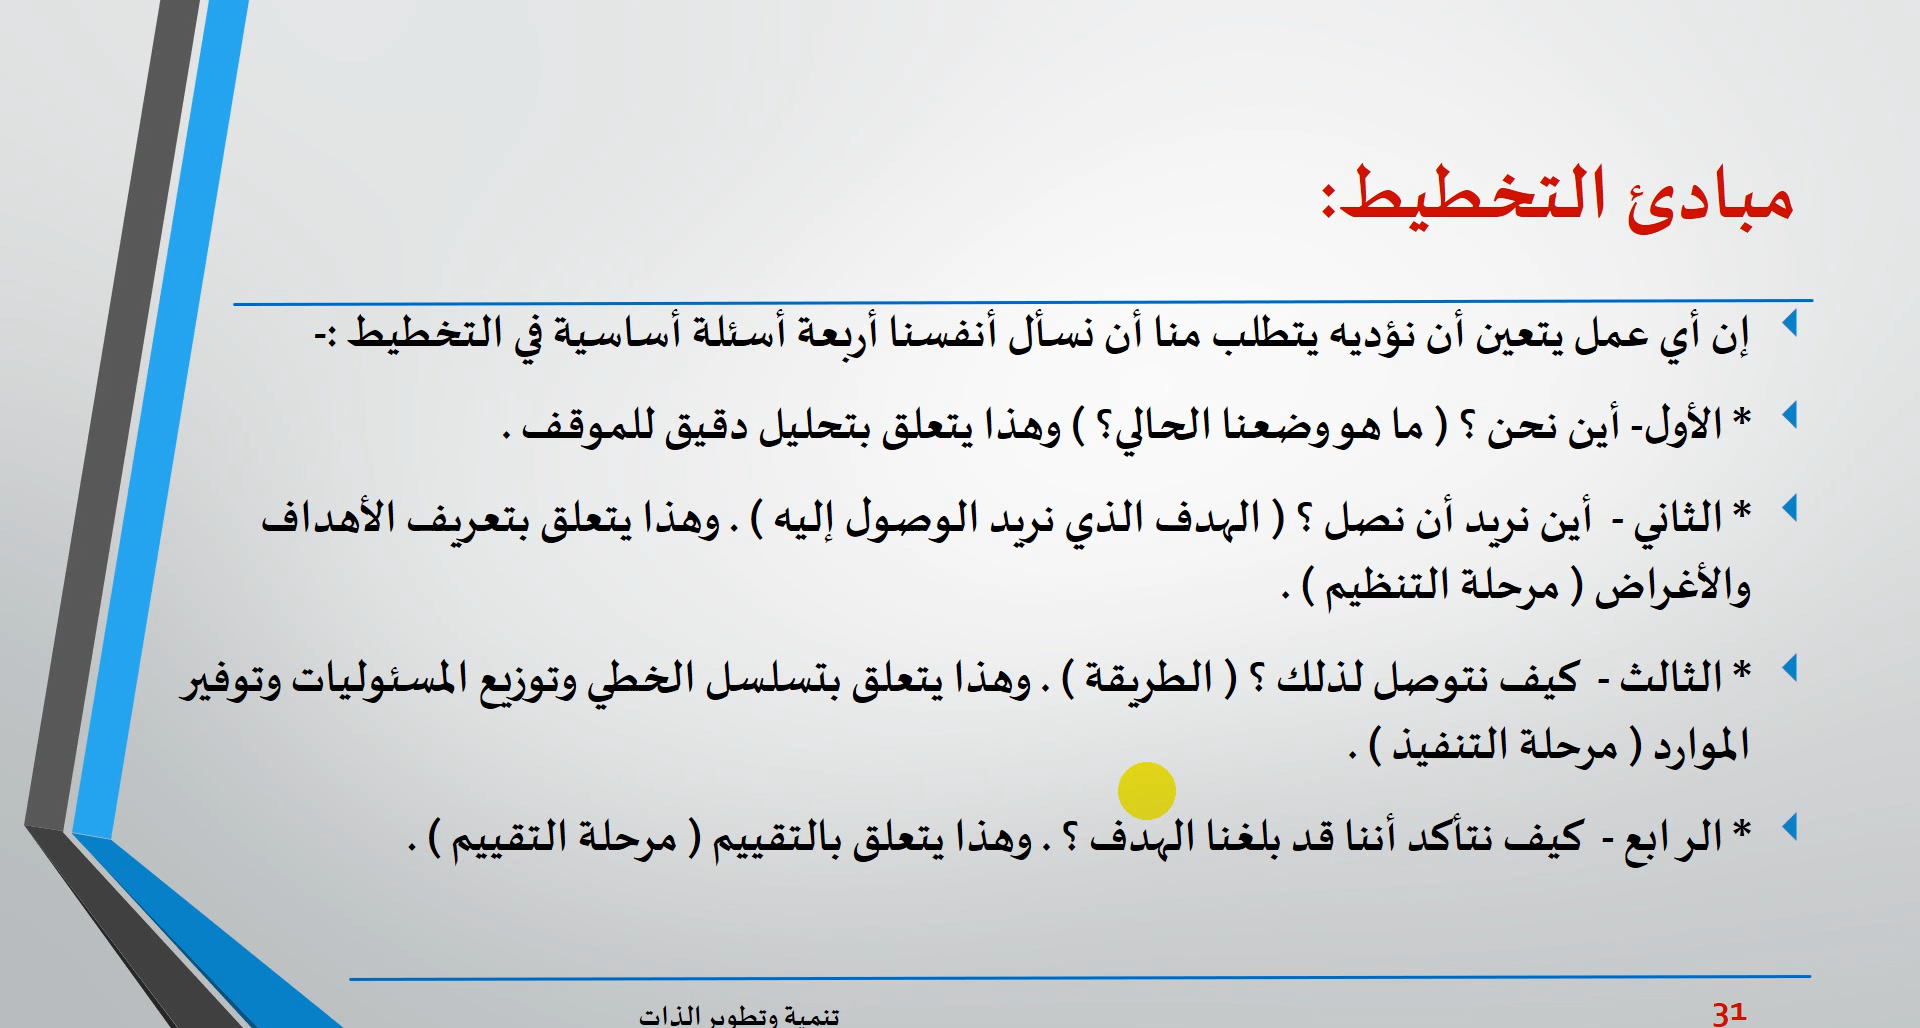 مبادئ التخطيط:
إن أي عمل يتعين أن نؤديه يتطلب منا أن نسأل أنفسنا أربعة أسئلة أساسية في التخطيط :-
* الأول- أين نحن ؟ ( ما هو وضعنا الحالي؟ ) وهذا يتعلق بتحليل دقيق للموقف .
* الثاني - أين نريد أن نصل ؟ ( الهدف الذي نريد الوصول إليه ) . وهذا يتعلق بتعريف الأهداف
والأغراض ( مرحلة التنظيم ) .
* الثالث - كيف نتوصل لذلك ؟ ( الطريقة ) . وهذا يتعلق بتسلسل الخطي وتوزيع المسئوليات وتوفير
الموارد ( مرحلة التنفيذ ) .
* الرابع - كيف نتأكد أننا قد بلغنا الهدف ؟ . وهذا يتعلق بالتقييم ( مرحلة التقييم ) .
31
تنمية وتطوير الذات